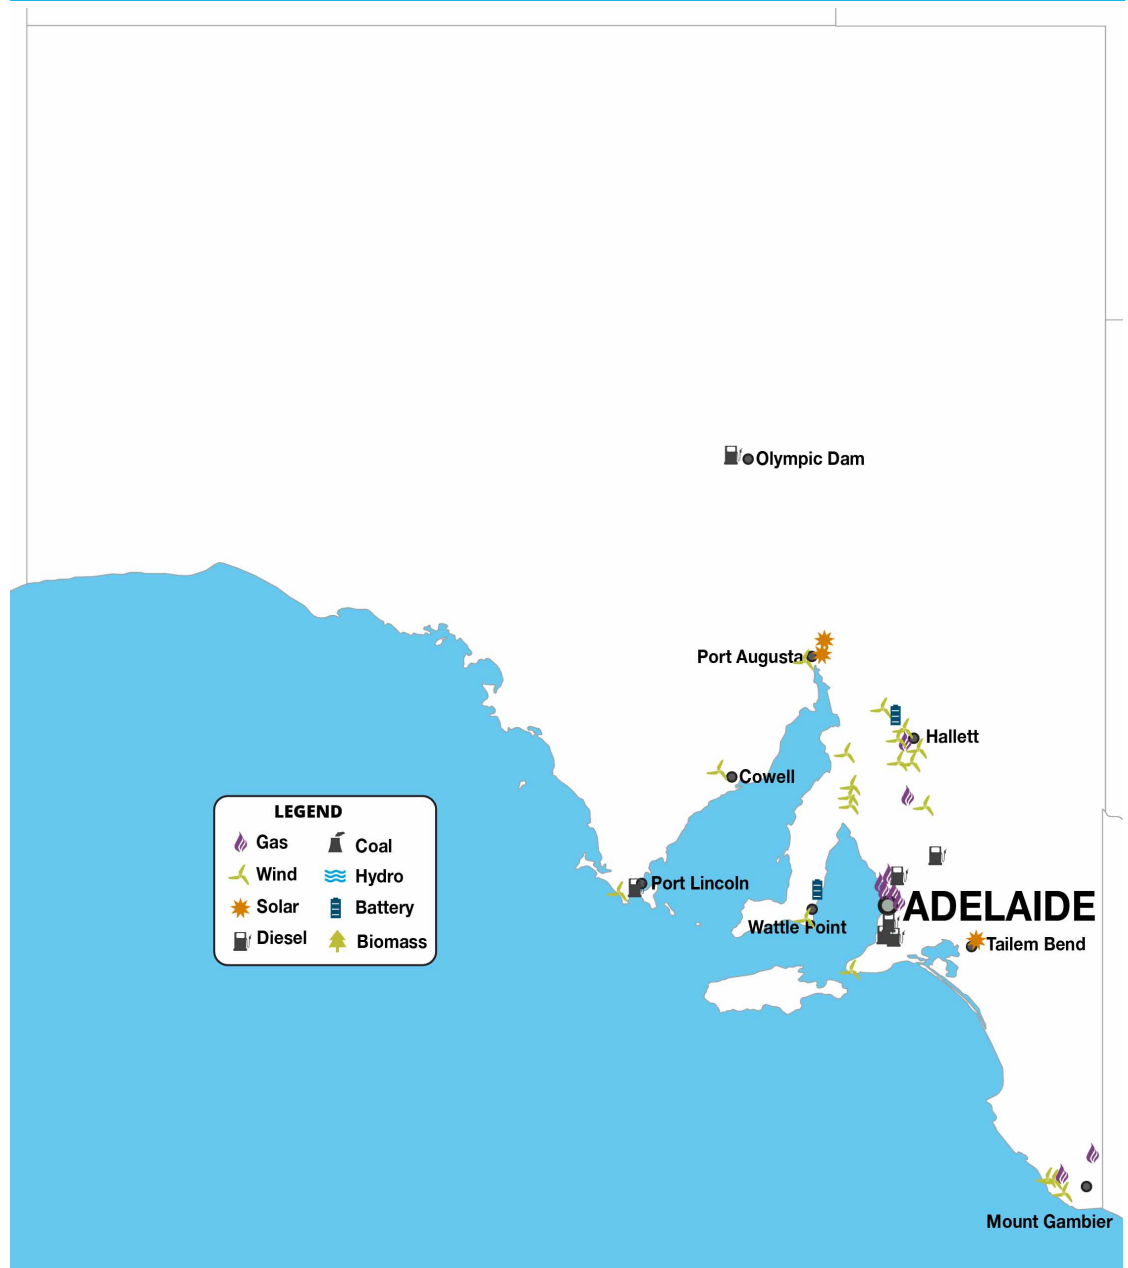 Olympic Dam
Port Augusta
Hallett
Cowell
LEGEND
Gas
Coal
Wind
Hydro
Solar
Battery
Diesel
Biomass
Port Lincoln
ADELAIDE
Wattle Point
Tailem Bend
Mount Gambier